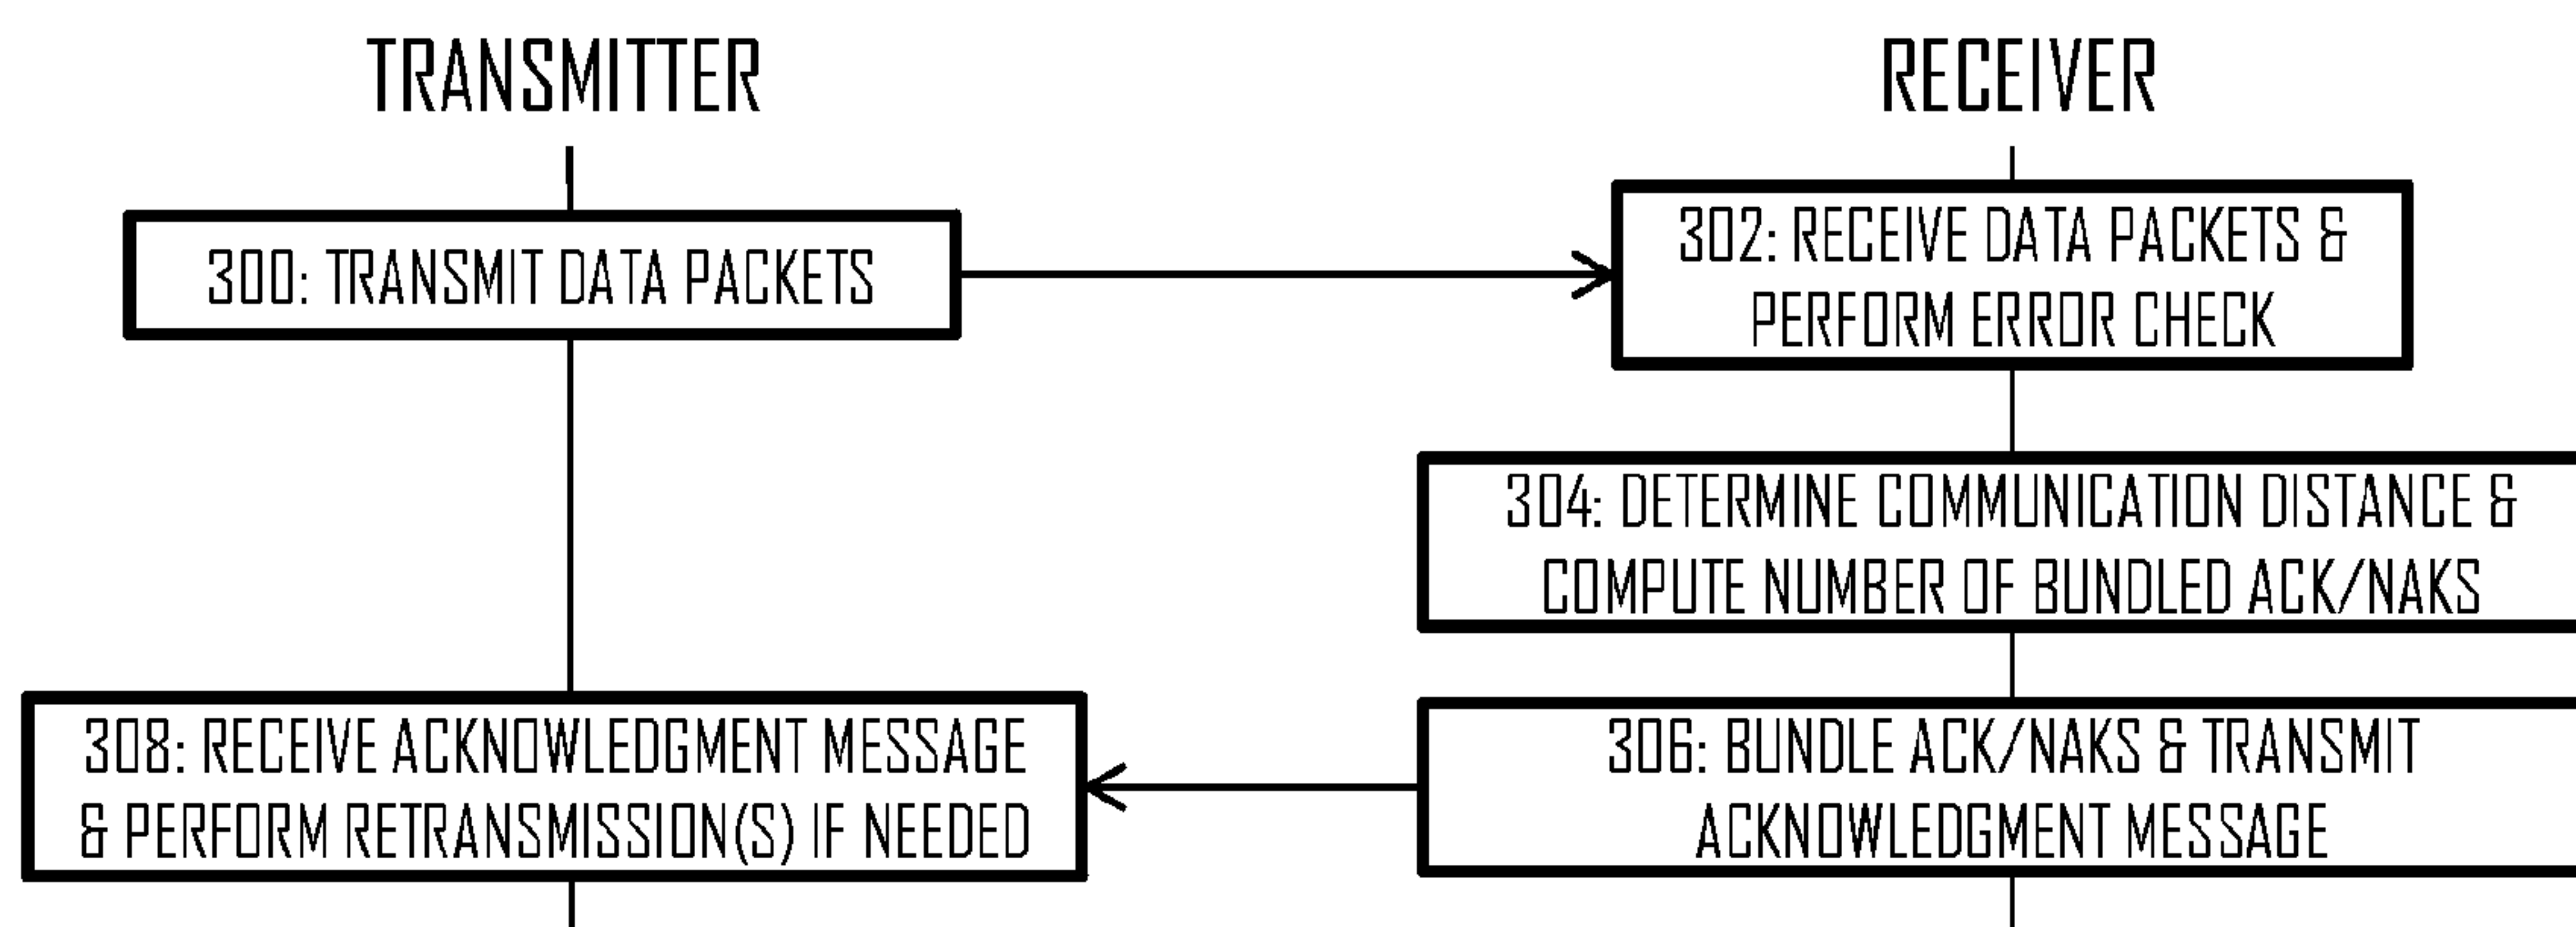 TRANSMITTER
RECEIVER
300: TRANSMIT DATA PACKETS
302: RECEIVE DATA PACKETS &
PERFORM ERROR CHECK
304: DETERMINE COMMUNICATION DISTANCE &
COMPUTE NUMBER OF BUNDLED ACK/NAKS
308: RECEIVE ACKNOWLEDGMENT MESSAGE
& PERFORM RETRANSMISSION(S) IF NEEDED
306: BUNDLE ACK/NAKS & TRANSMIT
ACKNOWLEDGMENT MESSAGE